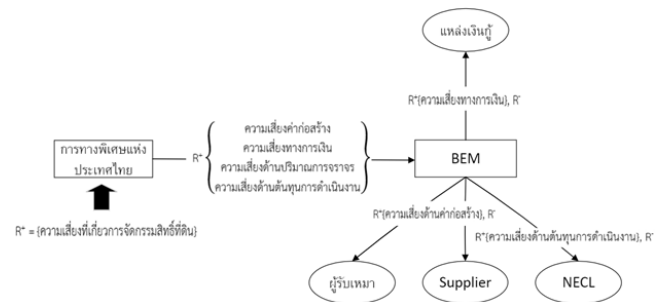 แหล่งเงินกู้
R⁺{ความเสี่ยงทางการเงิน}, R⁻
การทางพิเศษแห่ง
ประเทศไทย
R⁺
ความเสี่ยงค่าก่อสร้าง
ความเสี่ยงทางการเงิน
ความเสี่ยงด้านปริมาณการจราจร
ความเสี่ยงด้านต้นทุนการดำเนินงาน
BEM
R⁺ = {ความเสี่ยงที่เกี่ยวการจัดกรรมสิทธิ์ที่ดิน}
R⁺{ความเสี่ยงด้านค่าก่อสร้าง}, R⁻
R⁺{ความเสี่ยงด้านต้นทุนการดำเนินงาน}, R⁻
ผู้รับเหมา
Supplier
NECL